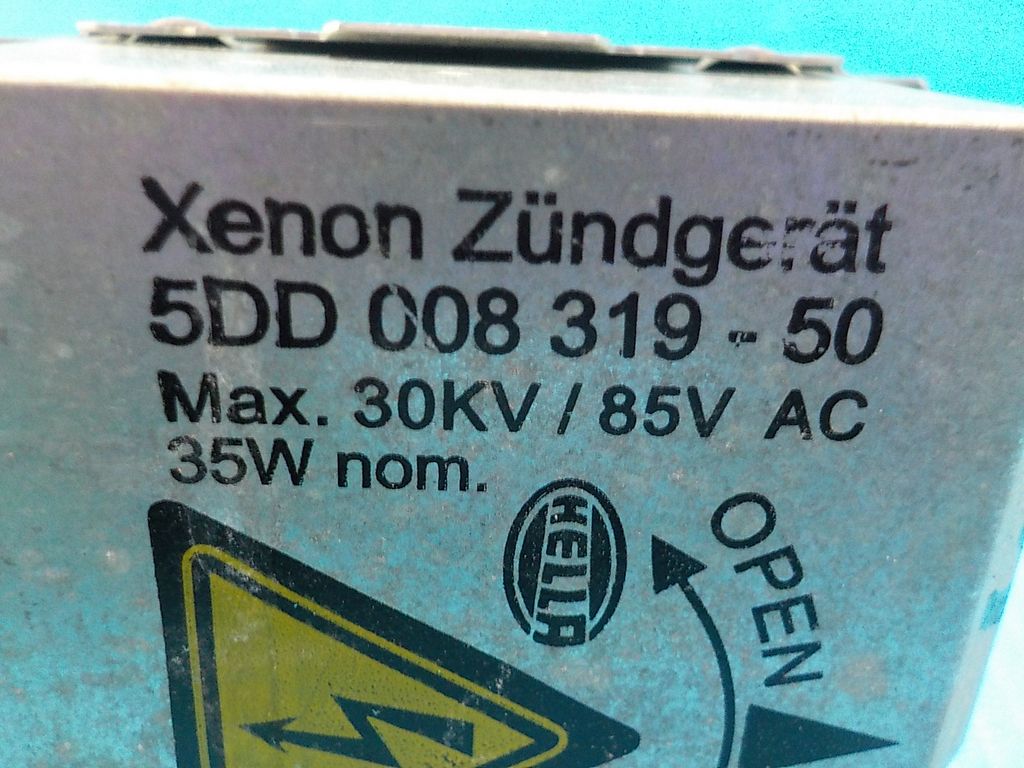 Xenon Zündgerät
5DD 008 319 - 50
Max. 30KV / 85V AC
35W nom.
HELLA
OPEN